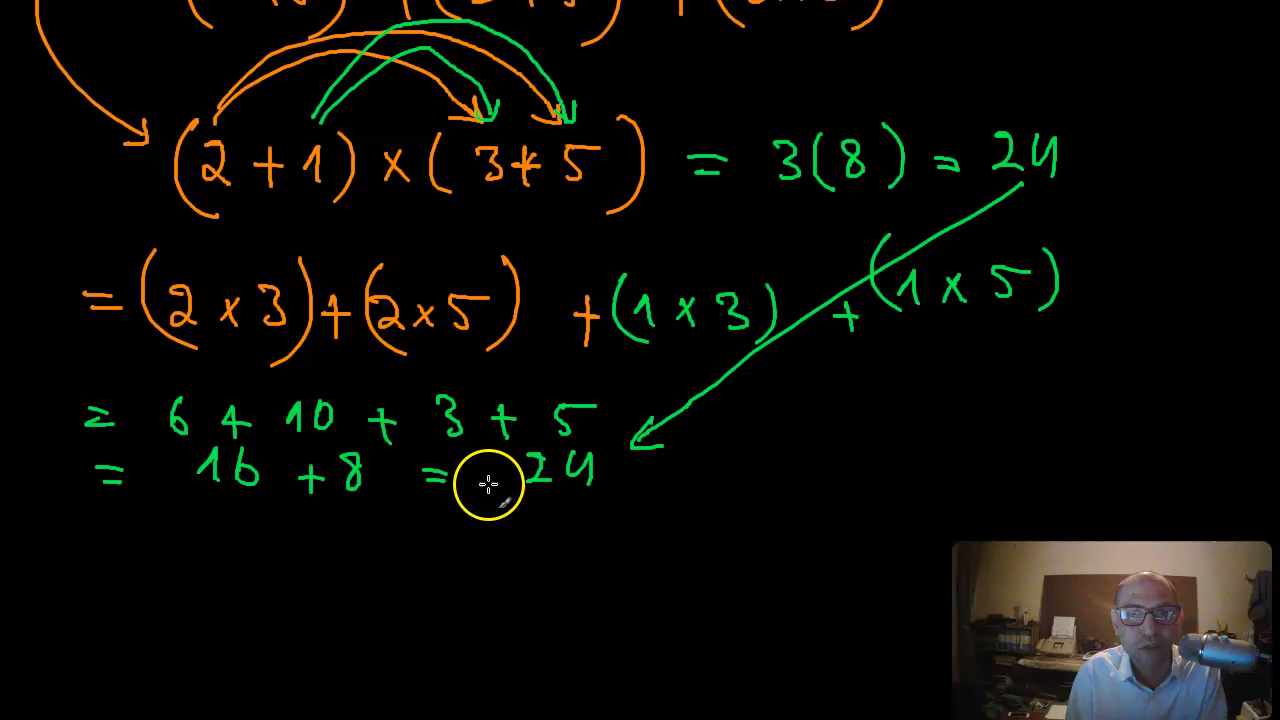 (2 + 1) × (3 + 5) = 3(8) = 24
= (2 × 3) + (2 × 5) + (1 × 3) + (1 × 5)
= 6 + 10 + 3 + 5
= 16 + 8 = 24